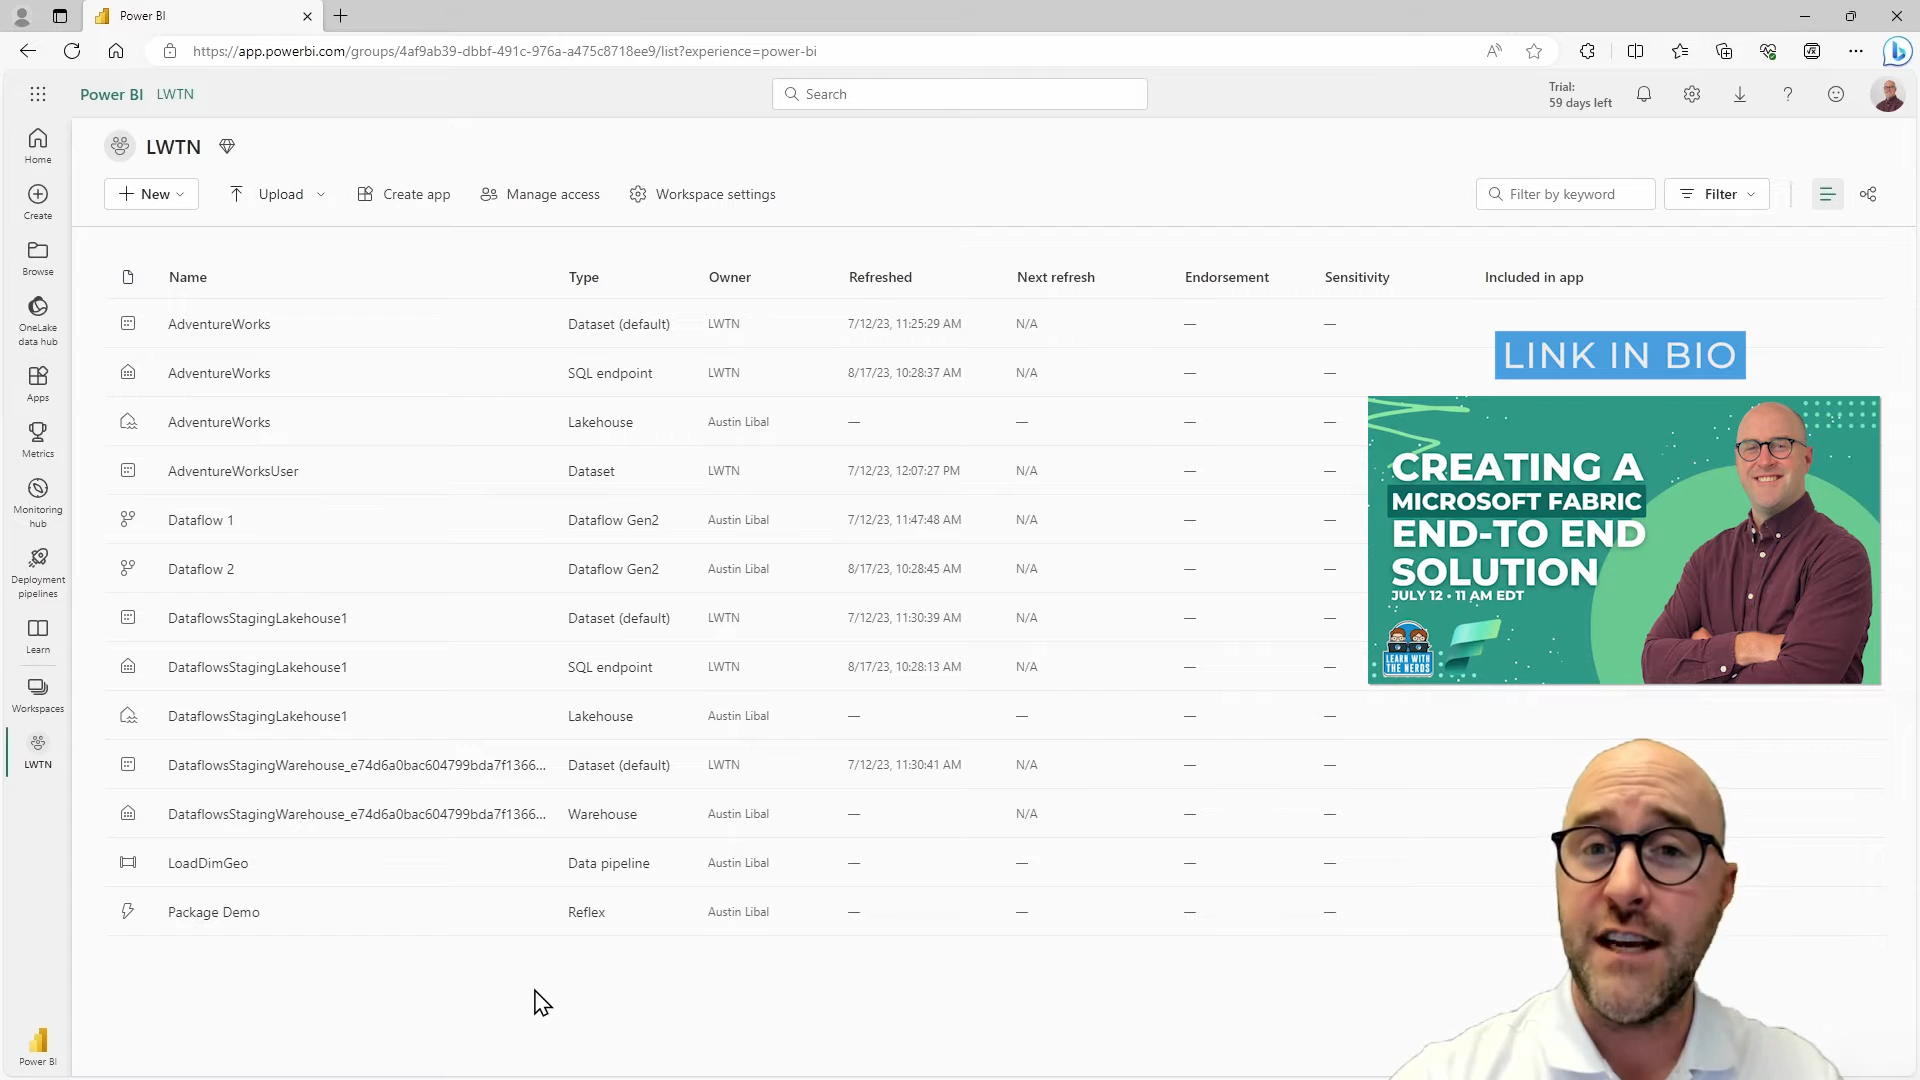 Power BI
https://app.powerbi.com/groups/4af9ab39-dbbf-491c-976a-a475c8718ee9/list?experience=power-bi
Power BI LWTN
Search
Trial:
59 days left
Home
Create
Browse
OneLake
data hub
Apps
Metrics
Monitoring
hub
Deployment
pipelines
Learn
Workspaces
LWTN
Power BI
LWTN
New Upload Create app Manage access Workspace settings Filter by keyword Filter
Name Type Owner Refreshed Next refresh Endorsement Sensitivity Included in app
AdventureWorks Dataset (default) LWTN 7/12/23, 11:25:29 AM N/A — —
AdventureWorks SQL endpoint LWTN 8/17/23, 10:28:37 AM N/A — —
AdventureWorks Lakehouse Austin Libal — — — —
AdventureWorksUser Dataset LWTN 7/12/23, 12:07:27 PM N/A — —
Dataflow 1 Dataflow Gen2 Austin Libal 7/12/23, 11:47:48 AM N/A — —
Dataflow 2 Dataflow Gen2 Austin Libal 8/17/23, 10:28:45 AM N/A — —
DataflowsStagingLakehouse1 Dataset (default) LWTN 7/12/23, 11:30:39 AM N/A — —
DataflowsStagingLakehouse1 SQL endpoint LWTN 8/17/23, 10:28:13 AM N/A — —
DataflowsStagingLakehouse1 Lakehouse Austin Libal — — — —
DataflowsStagingWarehouse_e74d6a0bac604799bda7f1366... Dataset (default) LWTN 7/12/23, 11:30:41 AM N/A — —
DataflowsStagingWarehouse_e74d6a0bac604799bda7f1366... Warehouse Austin Libal — N/A — —
LoadDimGeo Data pipeline Austin Libal — — — —
Package Demo Reflex Austin Libal — — — —
LINK IN BIO
CREATING A
MICROSOFT FABRIC
END-TO END
SOLUTION
JULY 12 • 11 AM EDT
LEARN WITH
THE NERDS